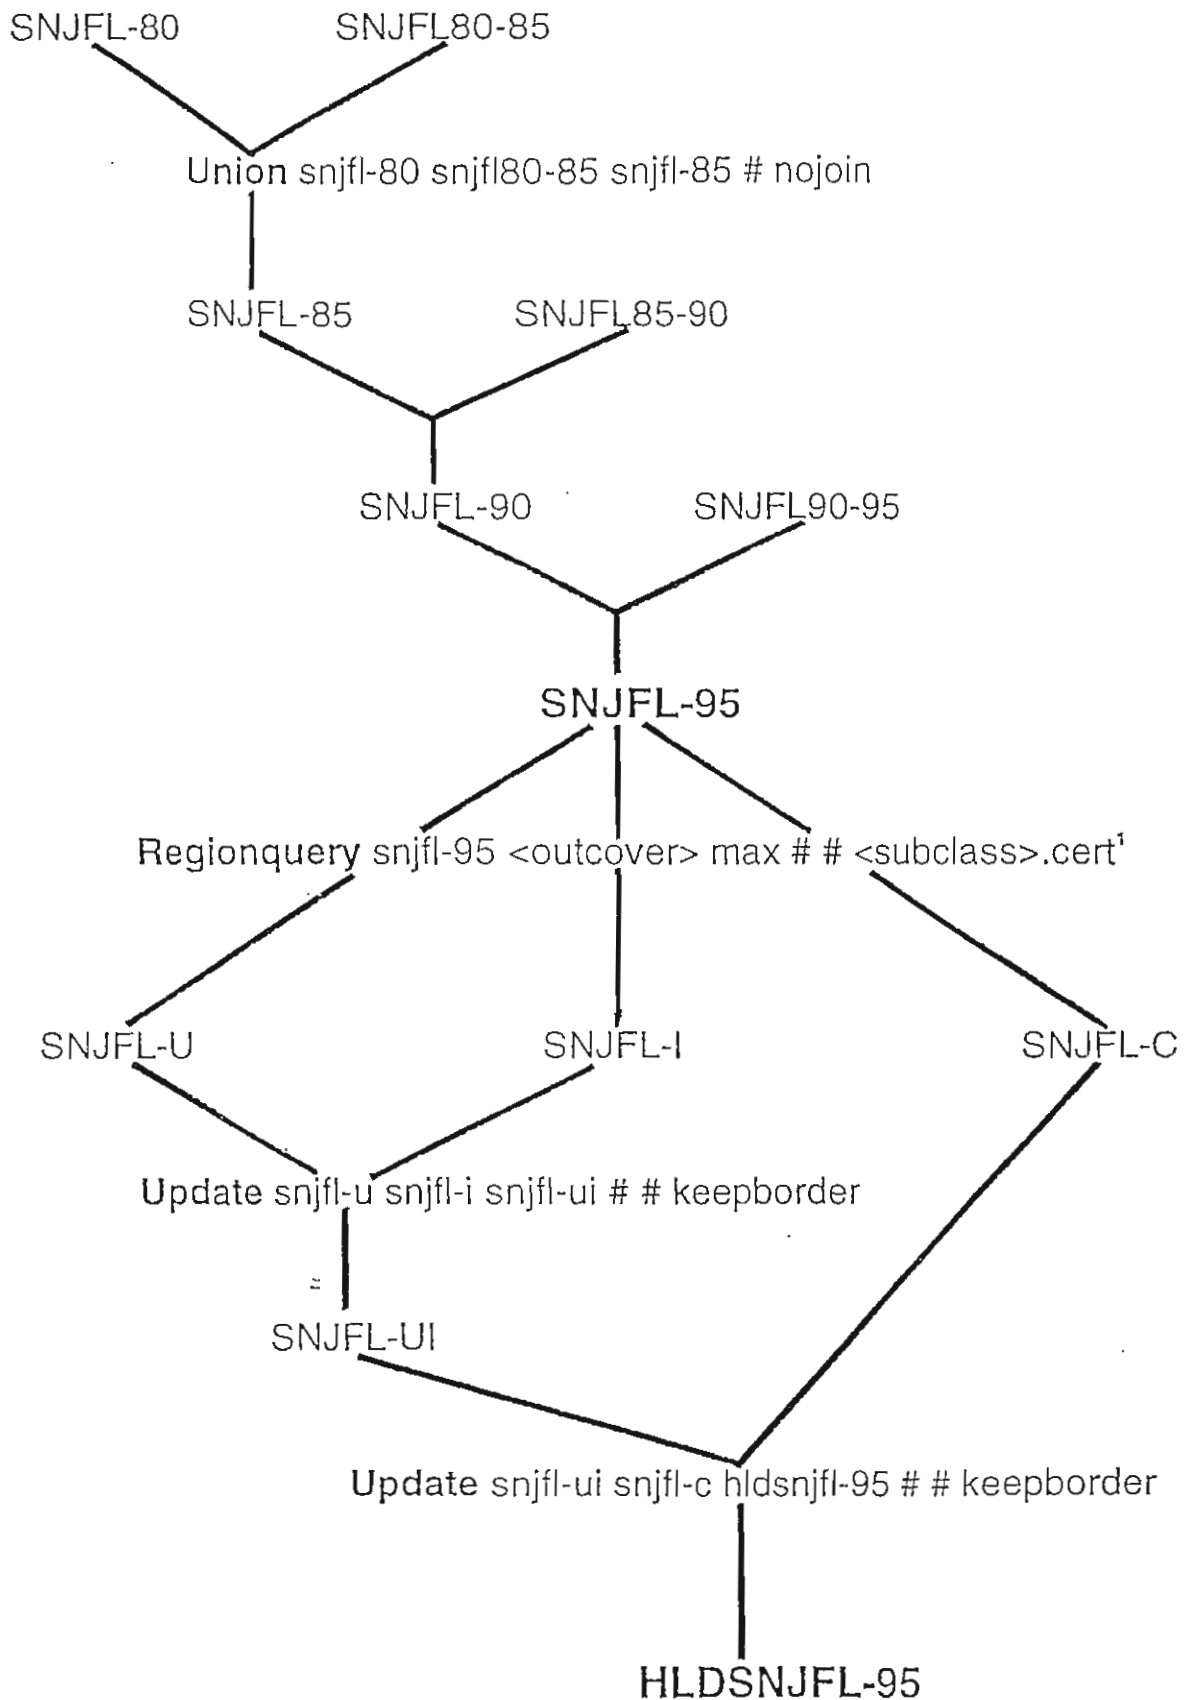 SNJFL-80 SNJFL80-85
Union snjfl-80 snjfl80-85 snjfl-85 # nojoin
SNJFL-85 SNJFL85-90
SNJFL-90 SNJFL90-95
SNJFL-95
Regionquery snjfl-95 <outcover> max # # <subclass>.cert¹
SNJFL-U SNJFL-I SNJFL-C
Update snjfl-u snjfl-i snjfl-ui # # keepborder
SNJFL-UI
Update snjfl-ui snjfl-c hldsnjfl-95 # # keepborder
HLDSNJFL-95